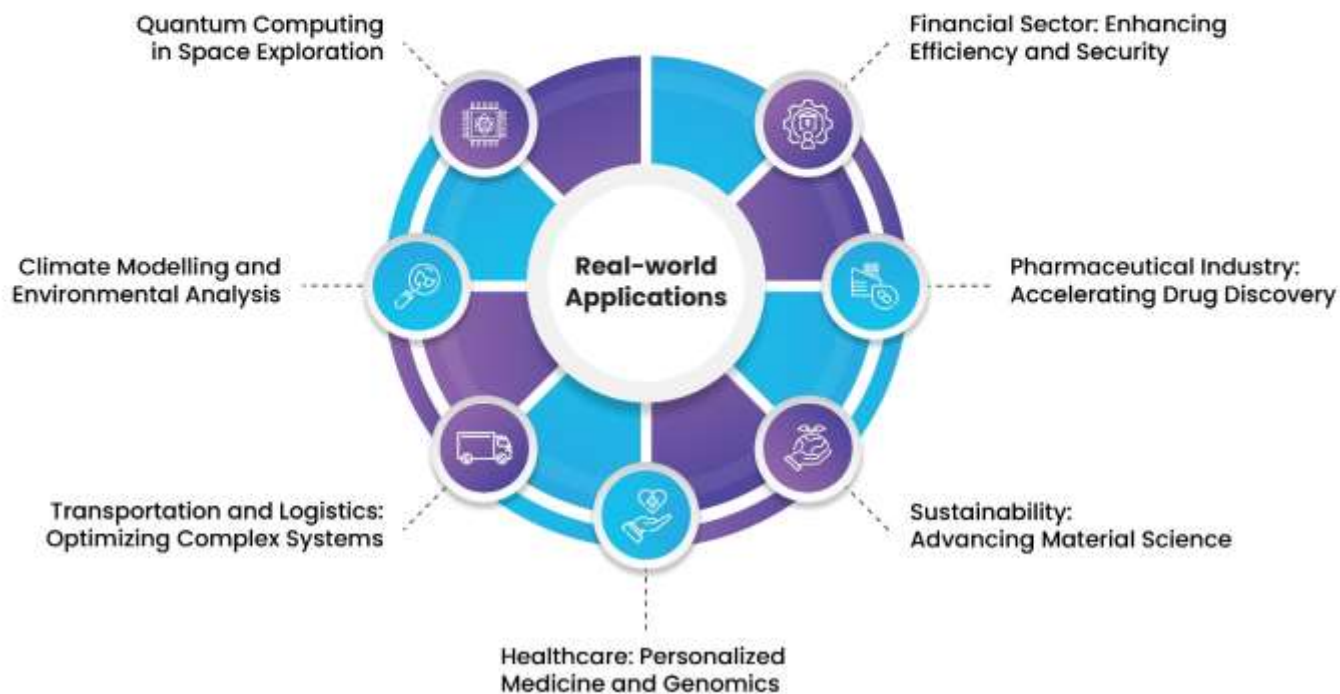 Quantum Computing
in Space Exploration
Financial Sector: Enhancing
Efficiency and Security
Climate Modelling and
Environmental Analysis
Real-world
Applications
Pharmaceutical Industry:
Accelerating Drug Discovery
Transportation and Logistics:
Optimizing Complex Systems
Sustainability:
Advancing Material Science
Healthcare: Personalized
Medicine and Genomics